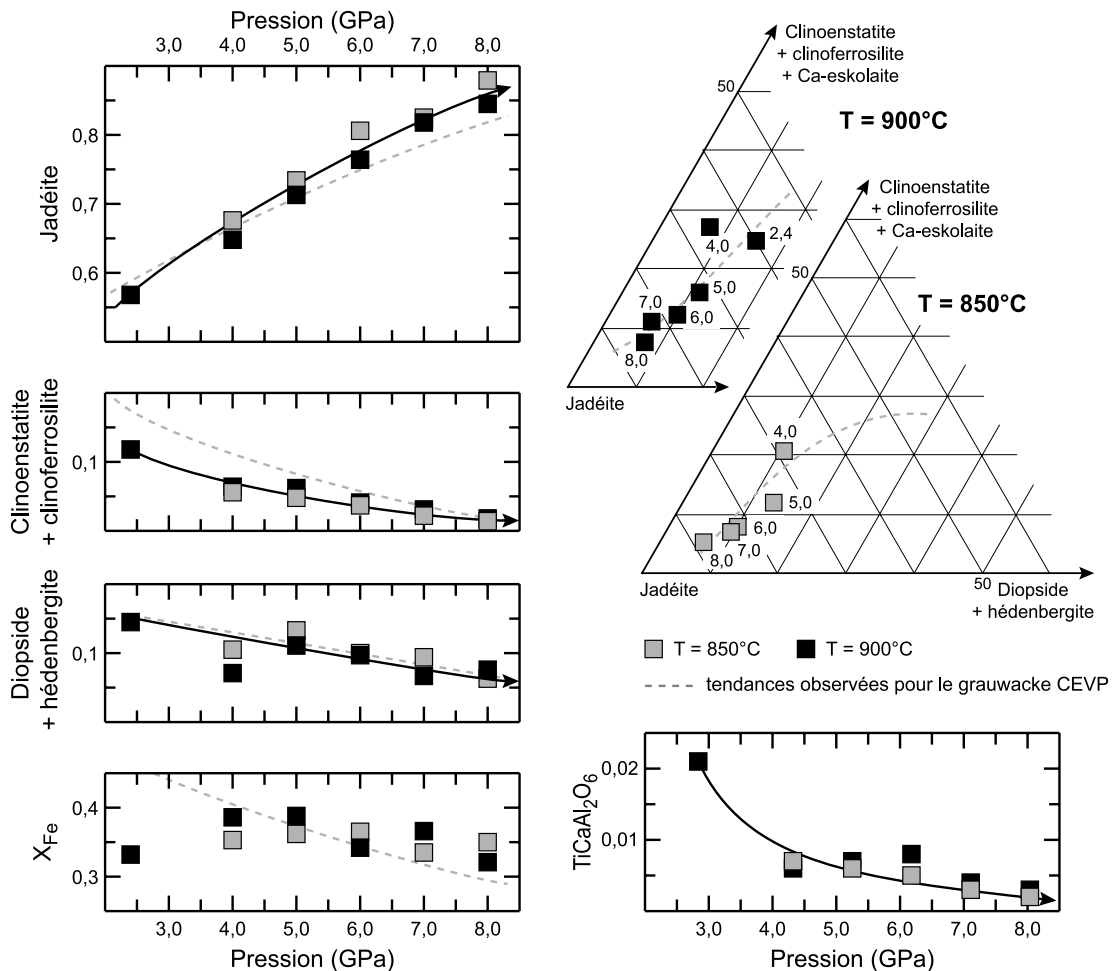 Pression (GPa)
3,0 4,0 5,0 6,0 7,0 8,0
Jadéite
0,8
0,7
0,6
Clinoenstatite
+ clinoferrosilite
0,1
Diopside
+ hédenbergite
0,1
XFe
0,4
0,3
3,0 4,0 5,0 6,0 7,0 8,0
Pression (GPa)
Clinoenstatite
+ clinoferrosilite
+ Ca-eskolaite
50
T = 900°C
4,0
2,4
5,0
7,0
6,0
8,0
Jadéite
Clinoenstatite
+ clinoferrosilite
+ Ca-eskolaite
50
T = 850°C
4,0
5,0
6,0
7,0
8,0
Jadéite
50
Diopside
+ hédenbergite
T = 850°C T = 900°C
tendances observées pour le grauwacke CEVP
TiCaAl2O6
0,02
0,01
3,0 4,0 5,0 6,0 7,0 8,0
Pression (GPa)